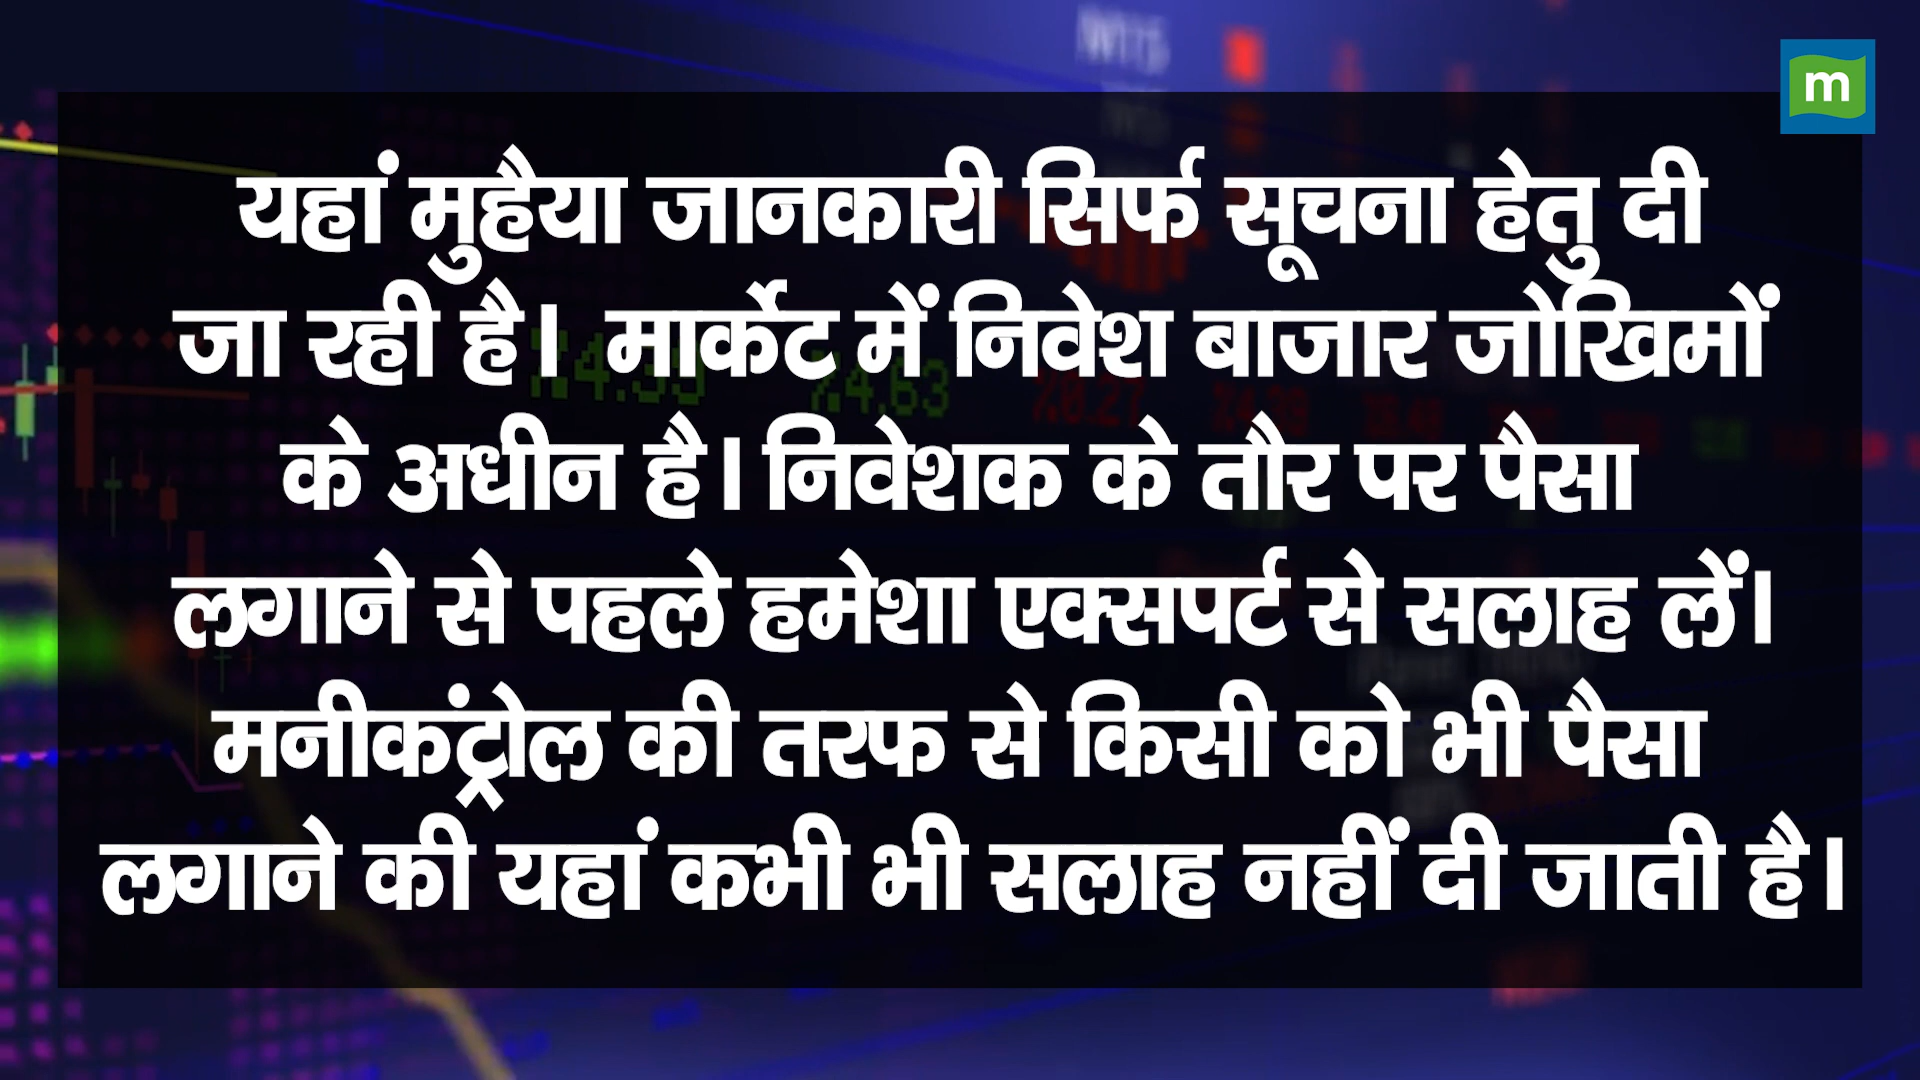 m
यहां मुहैया जानकारी सिर्फ सूचना हेतु दी
जा रही है। मार्केट में निवेश बाजार जोखिमों
के अधीन है। निवेशक के तौर पर पैसा
लगाने से पहले हमेशा एक्सपर्ट से सलाह लें।
मनीकंट्रोल की तरफ से किसी को भी पैसा
लगाने की यहां कभी भी सलाह नहीं दी जाती है।